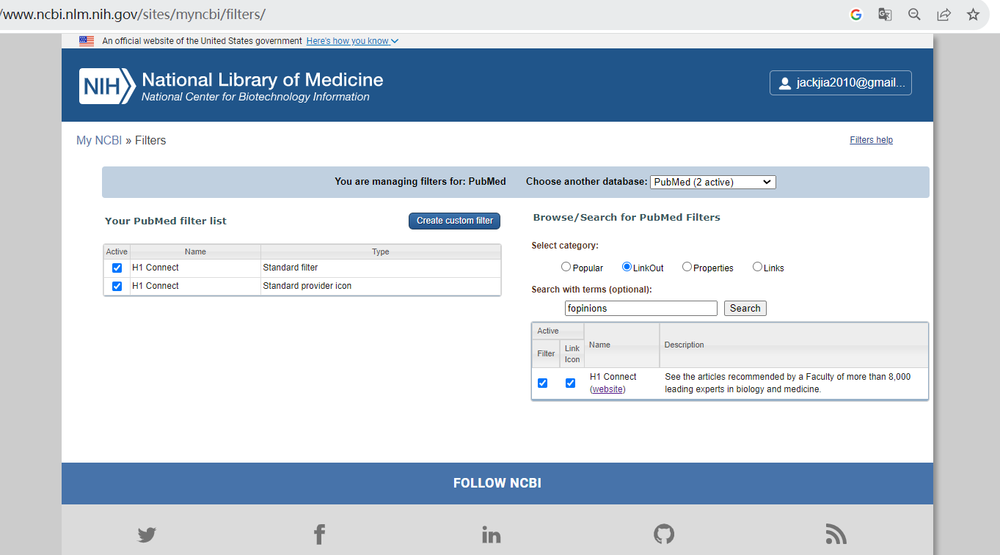 /www.ncbi.nlm.nih.gov/sites/myncbi/filters/
An official website of the United States government Here's how you know
NIH National Library of Medicine
National Center for Biotechnology Information
jackjia2010@gmail...
My NCBI » Filters
Filters help
You are managing filters for: PubMed Choose another database: PubMed (2 active)
Your PubMed filter list
Create custom filter
Active Name Type
H1 Connect Standard filter
H1 Connect Standard provider icon
Browse/Search for PubMed Filters
Select category:
Popular LinkOut Properties Links
Search with terms (optional):
fopinions Search
Active
Filter
Link
Icon
Name
Description
H1 Connect
(website)
See the articles recommended by a Faculty of more than 8,000
leading experts in biology and medicine.
FOLLOW NCBI